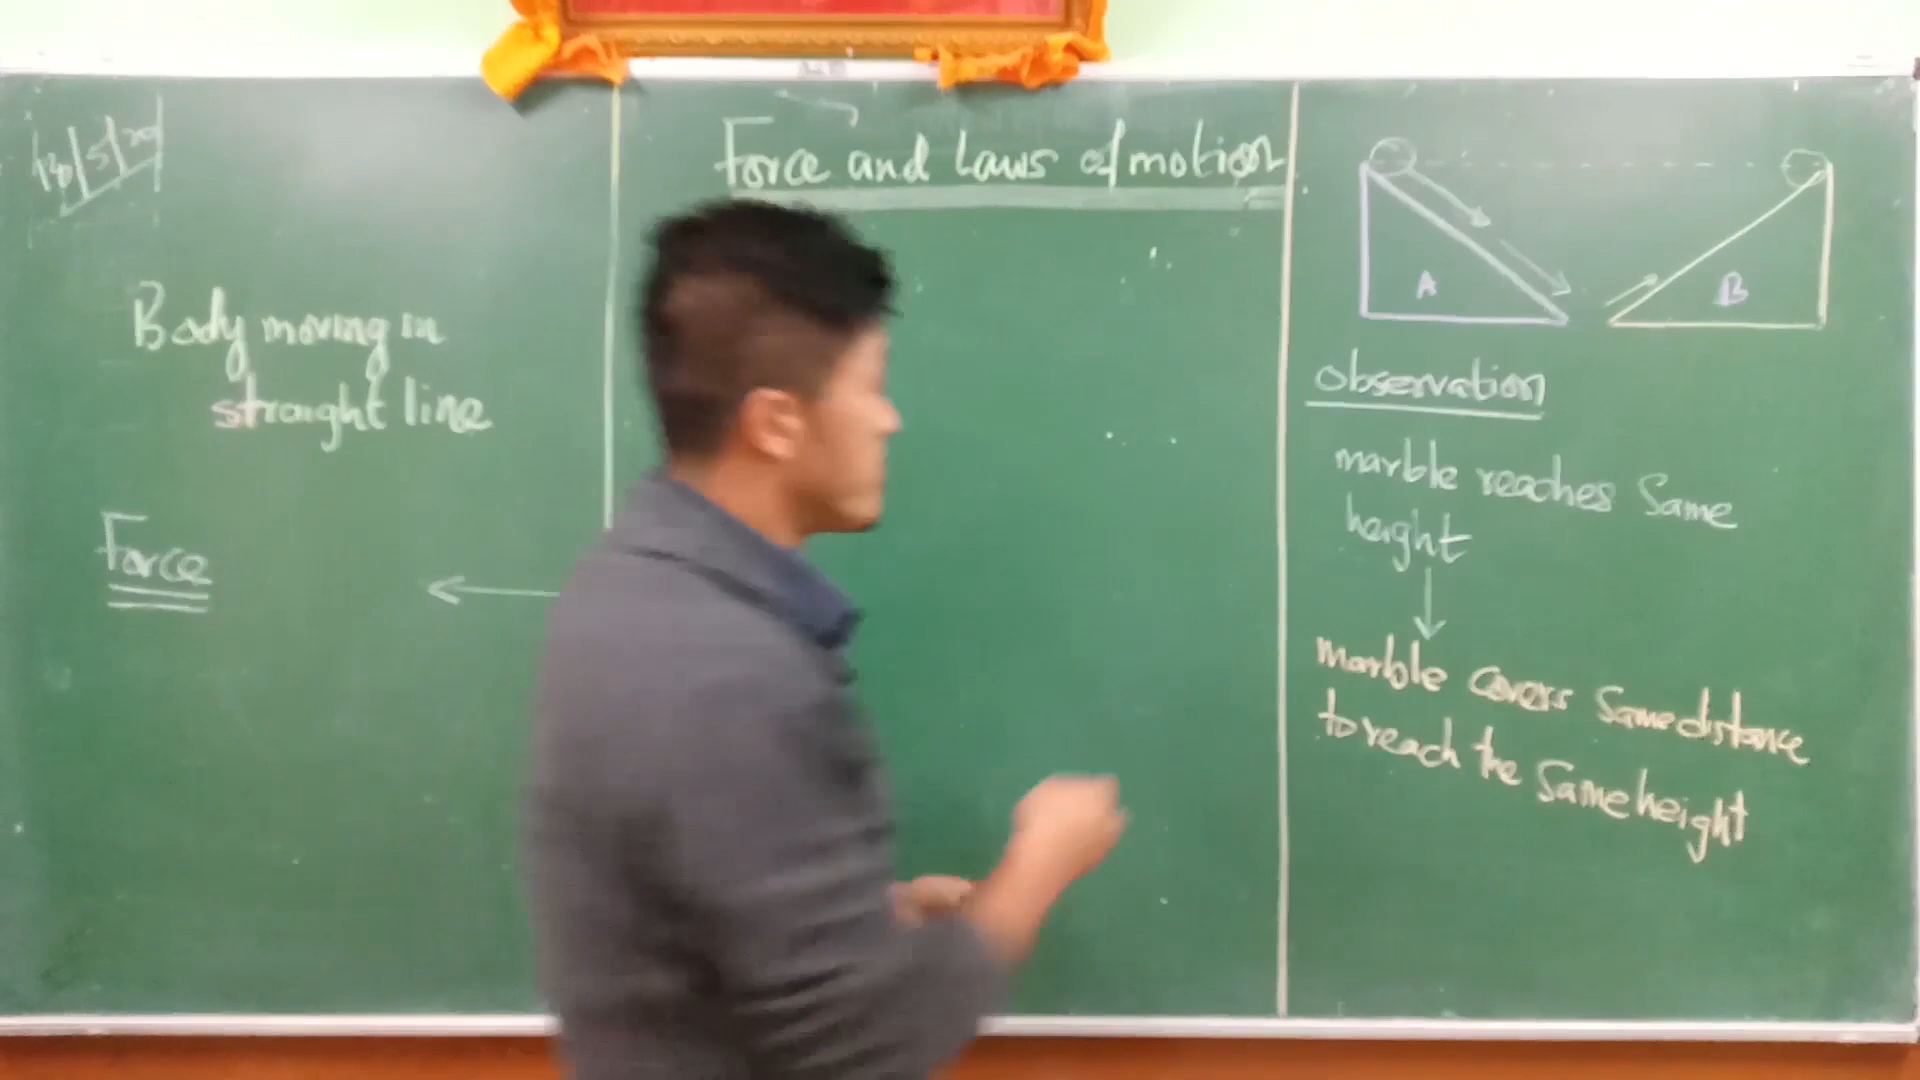 Body moving in
straight line
Force
Force and Laws of motion
A
B
observation
marble reaches Same
height
marble covers Same distance
to reach the Same height